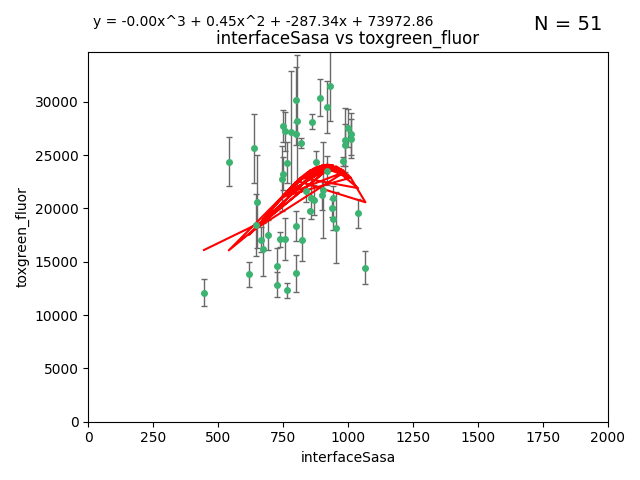 y = -0.00x^3 + 0.45x^2 + -287.34x + 73972.86
N = 51
interfaceSasa vs toxgreen_fluor
30000
25000
20000
15000
10000
5000
0
toxgreen_fluor
0 250 500 750 1000 1250 1500 1750 2000
interfaceSasa